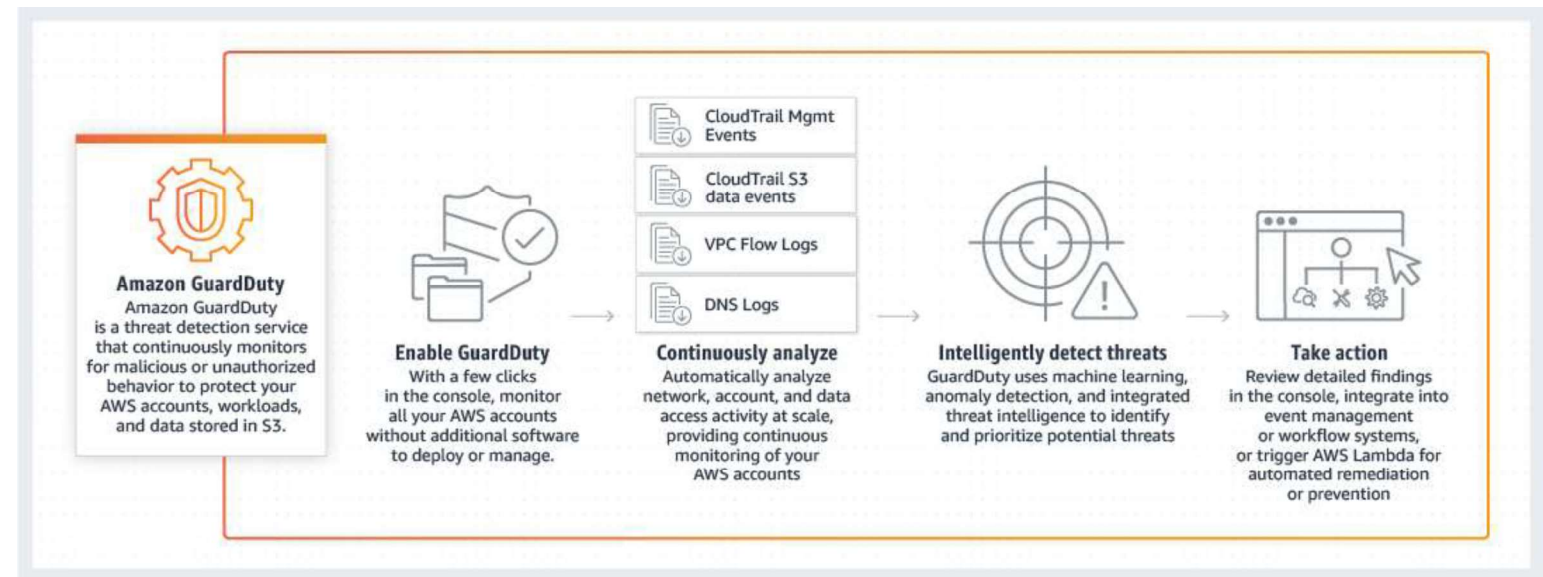 Amazon GuardDuty
Amazon GuardDuty
is a threat detection service
that continuously monitors
for malicious or unauthorized
behavior to protect your
AWS accounts, workloads,
and data stored in S3.
Enable GuardDuty
With a few clicks
in the console, monitor
all your AWS accounts
without additional software
to deploy or manage.
CloudTrail Mgmt
Events
CloudTrail S3
data events
VPC Flow Logs
DNS Logs
Continuously analyze
Automatically analyze
network, account, and data
access activity at scale,
providing continuous
monitoring of your
AWS accounts
Intelligently detect threats
GuardDuty uses machine learning,
anomaly detection, and integrated
threat intelligence to identify
and prioritize potential threats
Take action
Review detailed findings
in the console, integrate into
event management
or workflow systems,
or trigger AWS Lambda for
automated remediation
or prevention